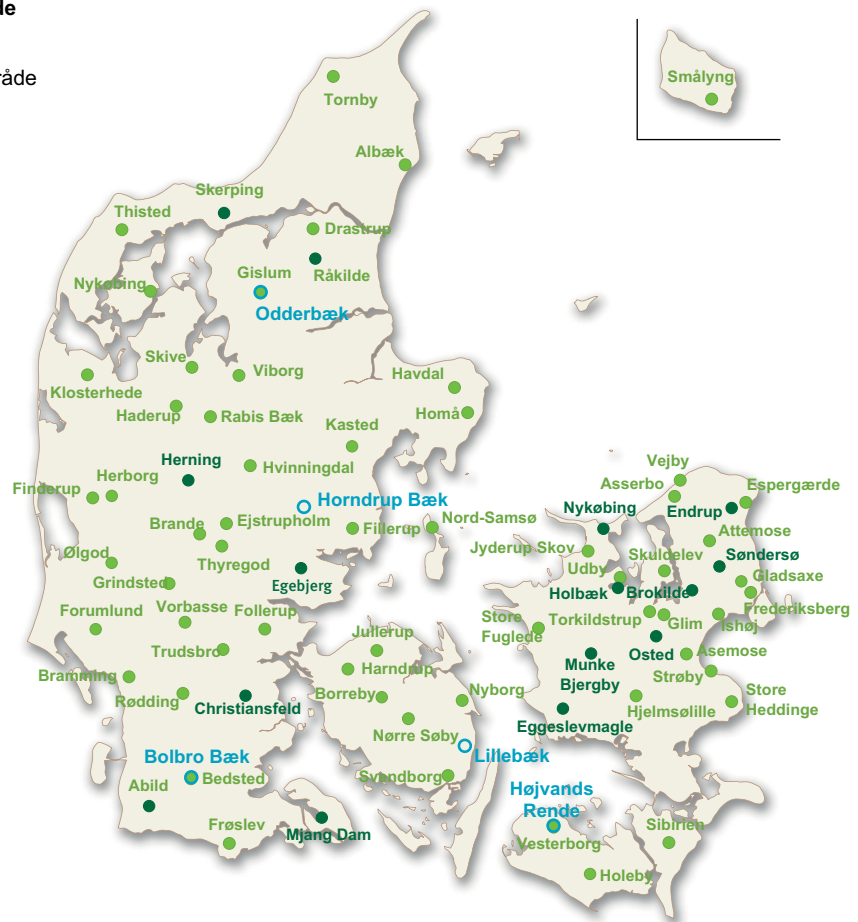 de
råde
Smålyng
Tornby
Albæk
Skerping
Thisted
Drastrup
Gislum
Råkilde
Nykøbing
Odderbæk
Skive
Viborg
Havdal
Klosterhede
Haderup
Rabis Bæk
Homå
Kasted
Herning
Hvinningdal
Vejby
Herborg
Asserbo
Espergærde
Finderup
Horndrup Bæk
Nykøbing
Endrup
Brande
Ejstrupholm
Fillerup
Nord-Samsø
Attemose
Jyderup Skov
Skuldelev
Søndersø
Ølgod
Thyregod
Udby
Gladsaxe
Grindsted
Egebjerg
Holbæk
Brokilde
Forumlund
Vorbasse
Follerup
Store
Fuglede
Torkildstrup
Glim
Ishøj
Frederiksberg
Jullerup
Trudsbro
Harndrup
Munke
Bjergby
Osted
Asemose
Bramming
Strøby
Rødding
Christiansfeld
Borreby
Nyborg
Hjelmsølille
Store
Heddinge
Nørre Søby
Eggeslevmagle
Bolbro Bæk
Lillebæk
Abild
Bedsted
Svendborg
Højvands
Rende
Frøslev
Mjang Dam
Vesterborg
Sibirien
Holeby